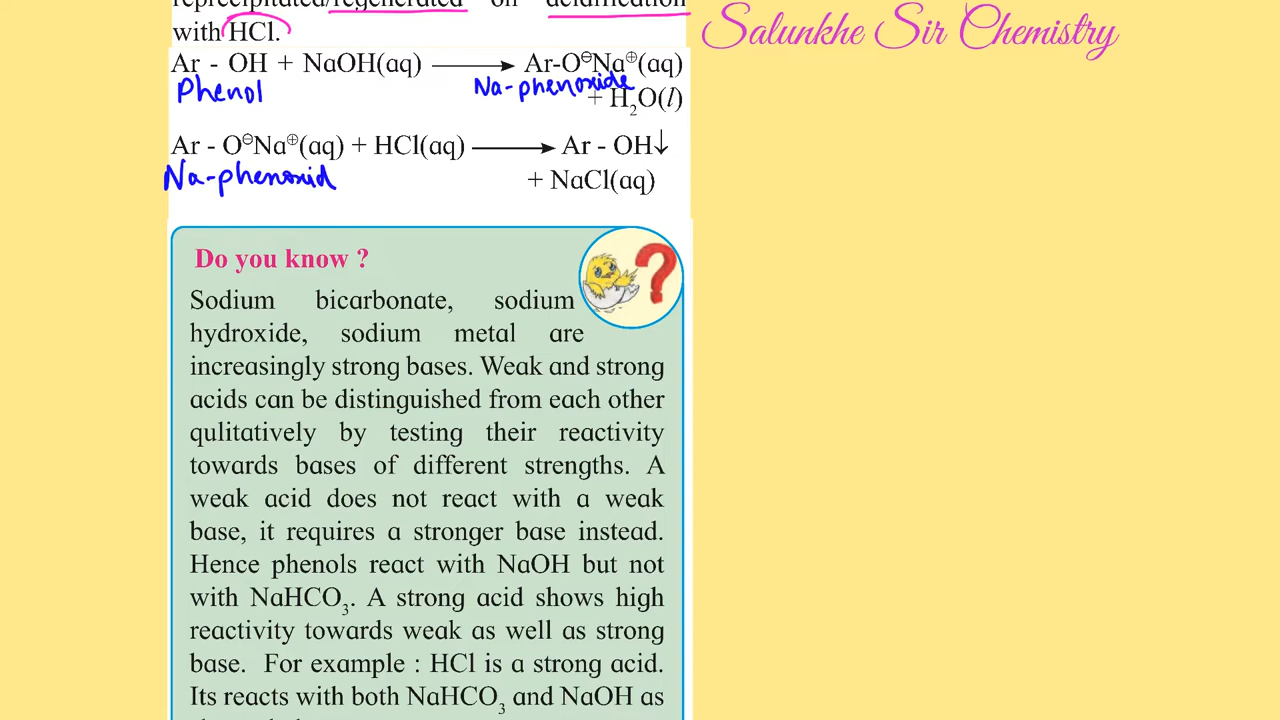 reprecipitated/regenerated on acidification
Salunkhe Sir Chemistry
with HCl.
Ar - OH + NaOH(aq) ⟶ Ar-O⊖Na⊕(aq)
Phenol Na-phenoxide
+ H₂O(l)
Ar - O⊖Na⊕(aq) + HCl(aq) ⟶ Ar - OH↓
Na-phenoxid
+ NaCl(aq)
Do you know ?
?
Sodium bicarbonate, sodium
hydroxide, sodium metal are
increasingly strong bases. Weak and strong
acids can be distinguished from each other
qulitatively by testing their reactivity
towards bases of different strengths. A
weak acid does not react with a weak
base, it requires a stronger base instead.
Hence phenols react with NaOH but not
with NaHCO₃. A strong acid shows high
reactivity towards weak as well as strong
base. For example : HCl is a strong acid.
Its reacts with both NaHCO₃ and NaOH as